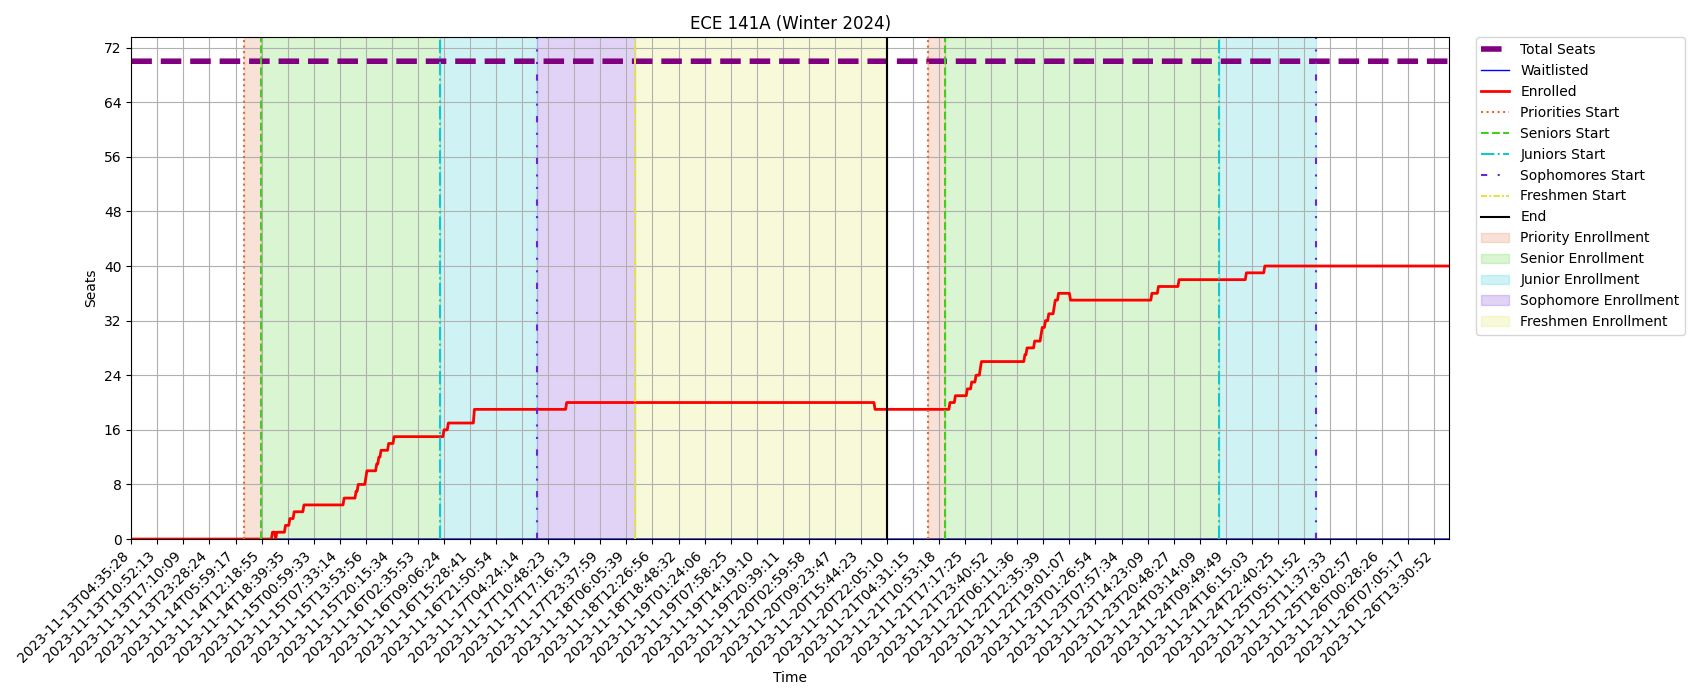 ECE 141A (Winter 2024)
72
64
56
48
40
32
24
16
8
0
Seats
2023-11-13T04:35:28
2023-11-13T10:52:13
2023-11-13T17:10:09
2023-11-13T23:28:24
2023-11-14T05:59:17
2023-11-14T12:18:55
2023-11-14T18:39:35
2023-11-15T00:59:33
2023-11-15T07:33:14
2023-11-15T13:53:56
2023-11-15T20:15:34
2023-11-16T02:35:53
2023-11-16T09:06:24
2023-11-16T15:28:41
2023-11-16T21:50:54
2023-11-17T04:24:14
2023-11-17T10:48:23
2023-11-17T17:16:13
2023-11-17T23:37:59
2023-11-18T06:05:39
2023-11-18T12:26:56
2023-11-18T18:48:32
2023-11-19T01:24:06
2023-11-19T07:58:25
2023-11-19T14:19:10
2023-11-19T20:39:11
2023-11-20T02:59:58
2023-11-20T09:23:47
2023-11-20T15:44:23
2023-11-20T22:05:10
2023-11-21T04:31:15
2023-11-21T10:53:18
2023-11-21T17:17:25
2023-11-21T23:40:52
2023-11-22T06:11:36
2023-11-22T12:35:39
2023-11-22T19:01:07
2023-11-23T01:26:54
2023-11-23T07:57:34
2023-11-23T14:23:09
2023-11-23T20:48:27
2023-11-24T03:14:09
2023-11-24T09:49:49
2023-11-24T16:15:03
2023-11-24T22:40:25
2023-11-25T05:11:52
2023-11-25T11:37:33
2023-11-25T18:02:57
2023-11-26T00:28:26
2023-11-26T07:05:17
2023-11-26T13:30:52
Time
Total Seats
Waitlisted
Enrolled
Priorities Start
Seniors Start
Juniors Start
Sophomores Start
Freshmen Start
End
Priority Enrollment
Senior Enrollment
Junior Enrollment
Sophomore Enrollment
Freshmen Enrollment